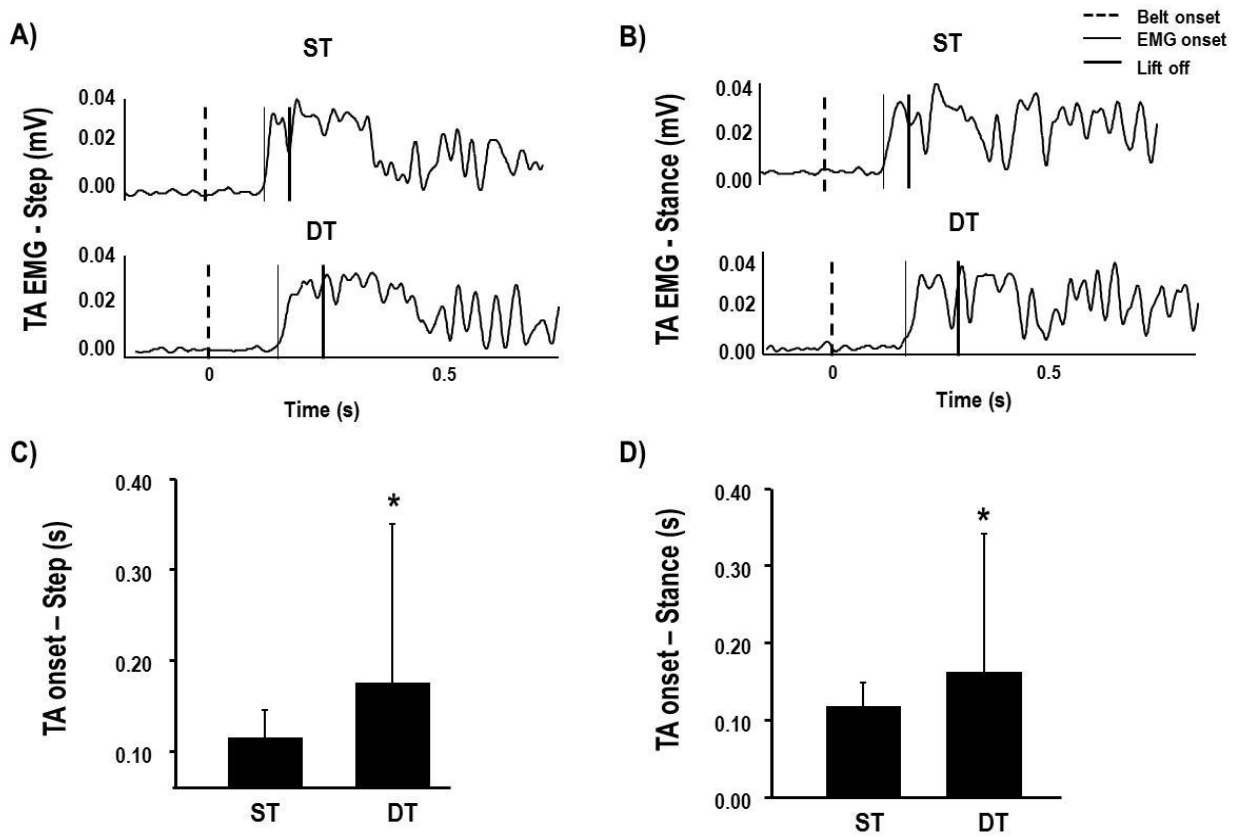 A)
ST
TA EMG - Step (mV)
0.04
0.02
0.00
DT
0.04
0.02
0.00
0
0.5
Time (s)
B)
ST
Belt onset
EMG onset
Lift off
TA EMG - Stance (mV)
0.04
0.02
0.00
DT
0.04
0.02
0.00
0
0.5
Time (s)
C)
TA onset – Step (s)
0.40
0.30
0.20
0.10
*
ST
DT
D)
TA onset – Stance (s)
0.40
0.30
0.20
0.10
0.00
*
ST
DT